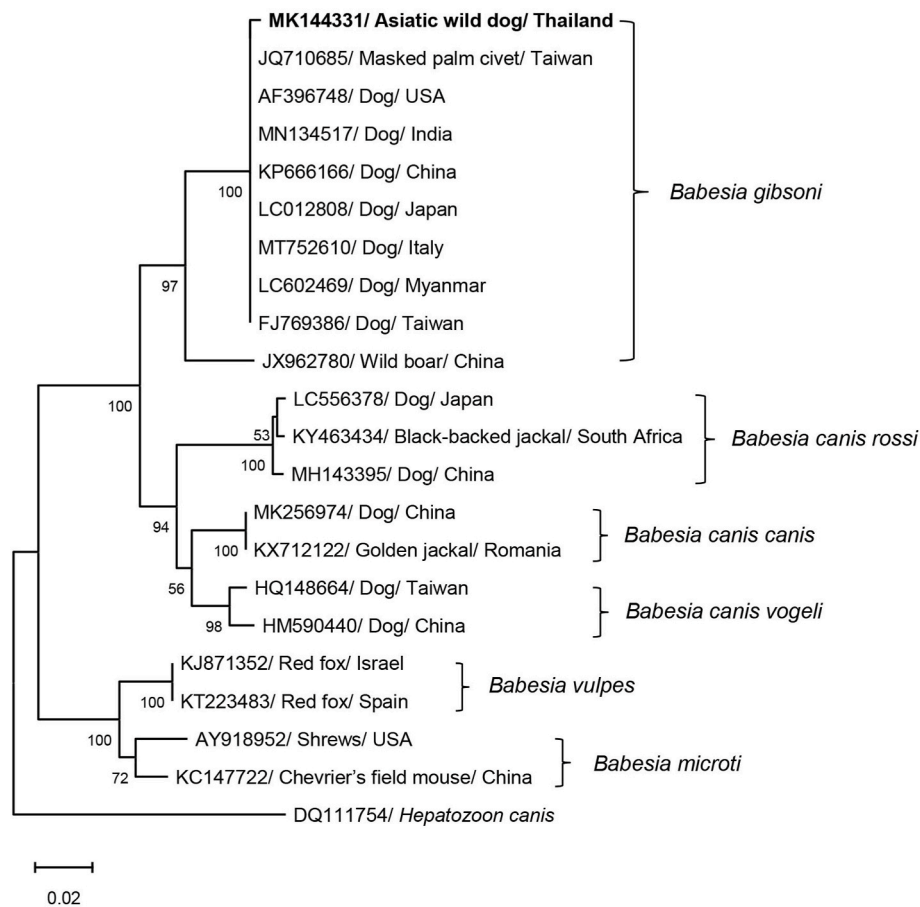 MK144331/ Asiatic wild dog/ Thailand
JQ710685/ Masked palm civet/ Taiwan
AF396748/ Dog/ USA
MN134517/ Dog/ India
KP666166/ Dog/ China
100
Babesia gibsoni
LC012808/ Dog/ Japan
MT752610/ Dog/ Italy
LC602469/ Dog/ Myanmar
97
FJ769386/ Dog/ Taiwan
JX962780/ Wild boar/ China
LC556378/ Dog/ Japan
100
53
KY463434/ Black-backed jackal/ South Africa
Babesia canis rossi
100
MH143395/ Dog/ China
MK256974/ Dog/ China
94
Babesia canis canis
100
KX712122/ Golden jackal/ Romania
HQ148664/ Dog/ Taiwan
56
Babesia canis vogeli
98
HM590440/ Dog/ China
KJ871352/ Red fox/ Israel
Babesia vulpes
100
KT223483/ Red fox/ Spain
100
AY918952/ Shrews/ USA
Babesia microti
72
KC147722/ Chevrier’s field mouse/ China
DQ111754/ Hepatozoon canis
0.02